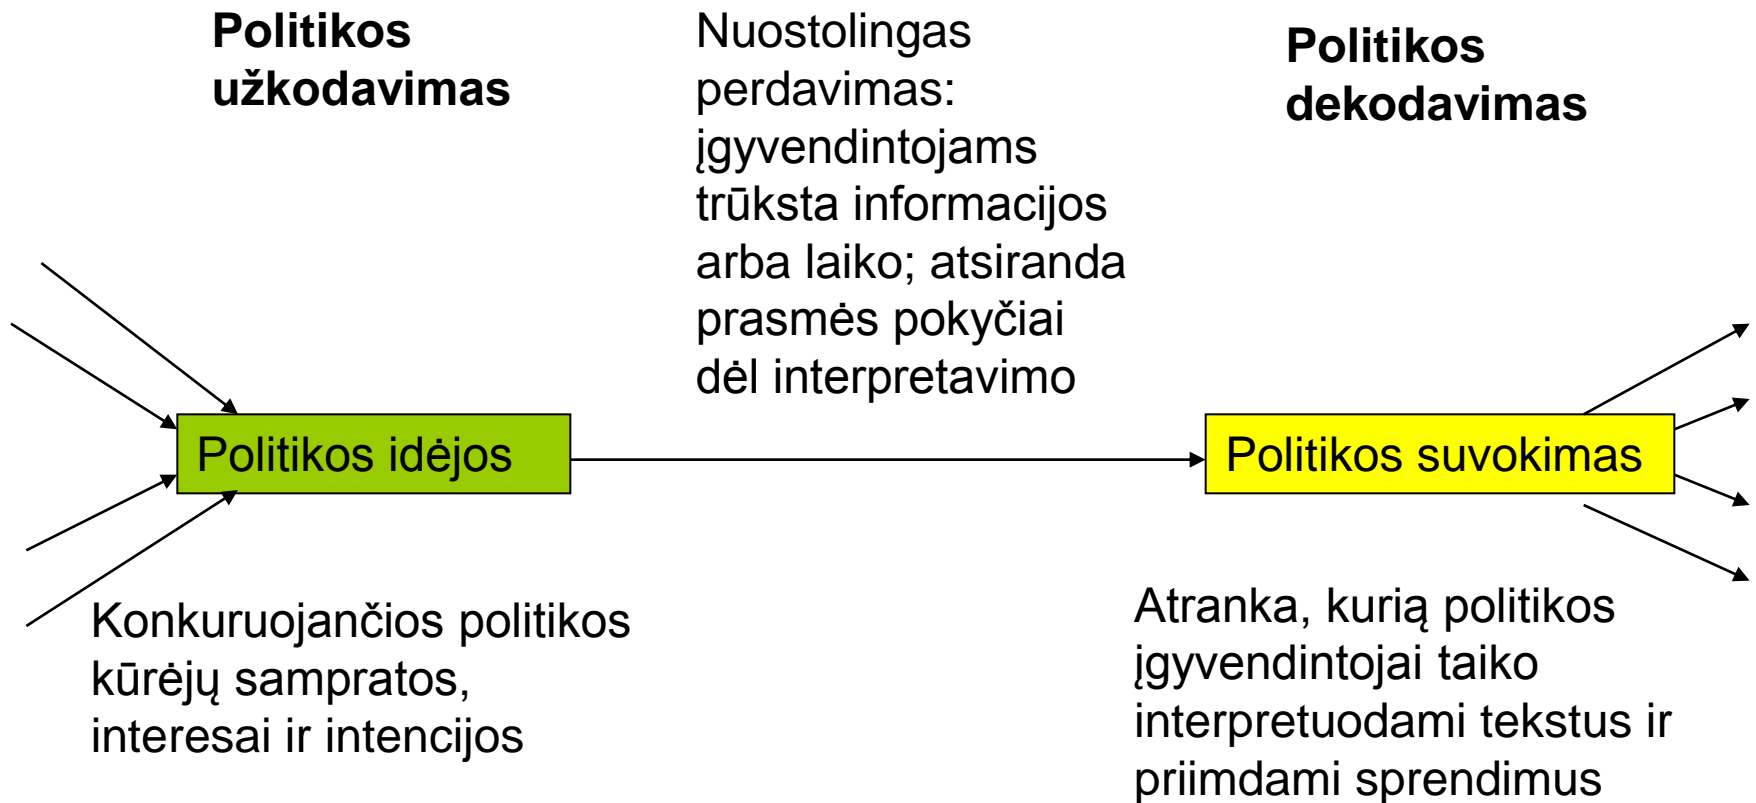 Politikos
užkodavimas
Nuostolingas
perdavimas:
įgyvendintojams
trūksta informacijos
arba laiko; atsiranda
prasmės pokyčiai
dėl interpretavimo
Politikos
dekodavimas
Politikos idėjos
Politikos suvokimas
Konkuruojančios politikos
kūrėjų sampratos,
interesai ir intencijos
Atranka, kurią politikos
įgyvendintojai taiko
interpretuodami tekstus ir
priimdami sprendimus